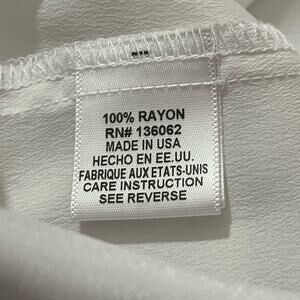 100% RAYON
RN# 136062
MADE IN USA
HECHO EN EE.UU.
FABRIQUE AUX ETATS-UNIS
CARE INSTRUCTION
SEE REVERSE